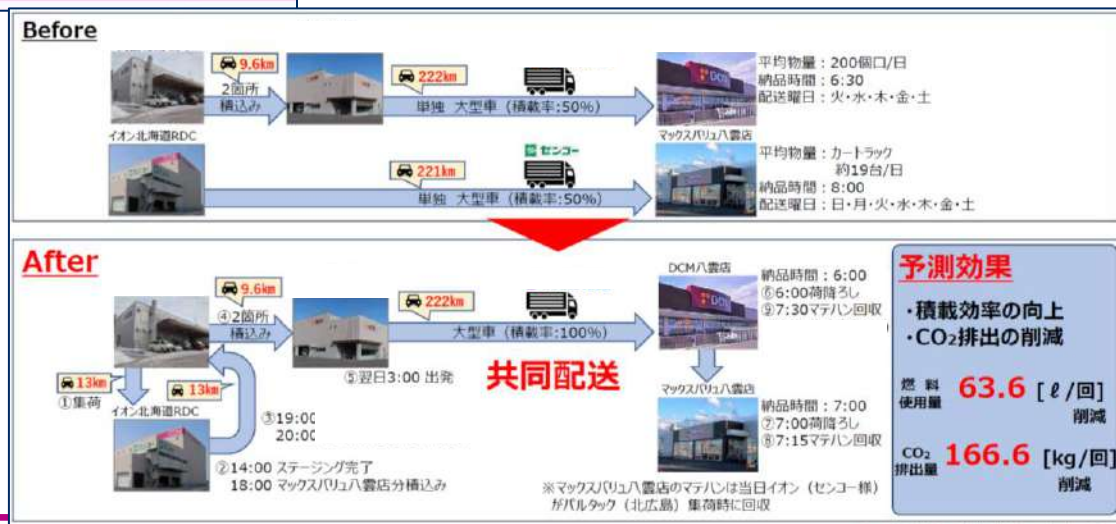 Before
9.6km
2箇所
積込み
222km
単独 大型車（積載率:50%）
平均物量：200個口/日
納品時間：6:30
配送曜日：火・水・木・金・土
イオン北海道RDC
マックスバリュ八雲店
221km
センコー
単独 大型車（積載率:50%）
平均物量：カートラック
約19台/日
納品時間：8:00
配送曜日：日・月・火・水・木・金・土
After
9.6km
④2箇所
積込み
222km
大型車（積載率:100%）
共同配送
DCM八雲店
DCM
納品時間：6:00
⑥6:00荷降ろし
⑨7:30マテハン回収
⑤翌日3:00 出発
13km
①集荷
13km
イオン北海道RDC
③19:00
20:00
②14:00 ステージング完了
18:00 マックスバリュ八雲店分積込み
マックスバリュ八雲店
納品時間：7:00
⑦7:00荷降ろし
⑧7:15マテハン回収
※マックスバリュ八雲店のマテハンは当日イオン（センコー様）
がパルタック（北広島）集荷時に回収
予測効果
・積載効率の向上
・CO₂排出の削減
燃料
使用量
63.6 [ℓ/回]
削減
CO₂
排出量
166.6 [kg/回]
削減